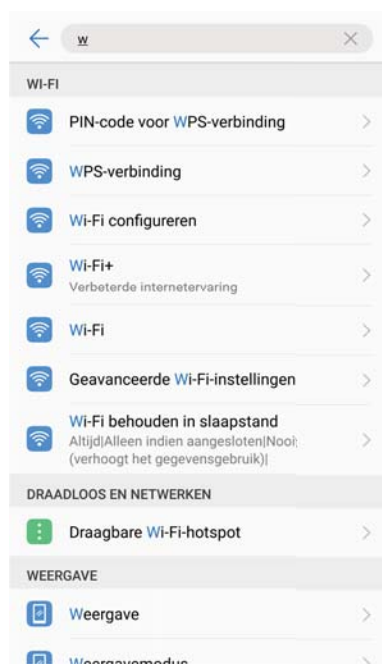 w
WI-FI
PIN-code voor WPS-verbinding
WPS-verbinding
Wi-Fi configureren
Wi-Fi+
Verbeterde internetervaring
Wi-Fi
Geavanceerde Wi-Fi-instellingen
Wi-Fi behouden in slaapstand
Altijd|Alleen indien aangesloten|Nooi
(verhoogt het gegevensgebruik)|
DRAADLOOS EN NETWERKEN
Draagbare Wi-Fi-hotspot
WEERGAVE
Weergave
Weergavemodus